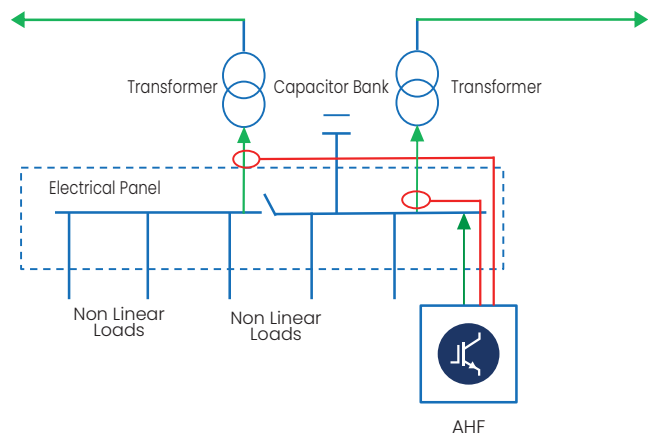 Transformer
Capacitor Bank
Transformer
Electrical Panel
Non Linear
Loads
Non Linear
Loads
AHF